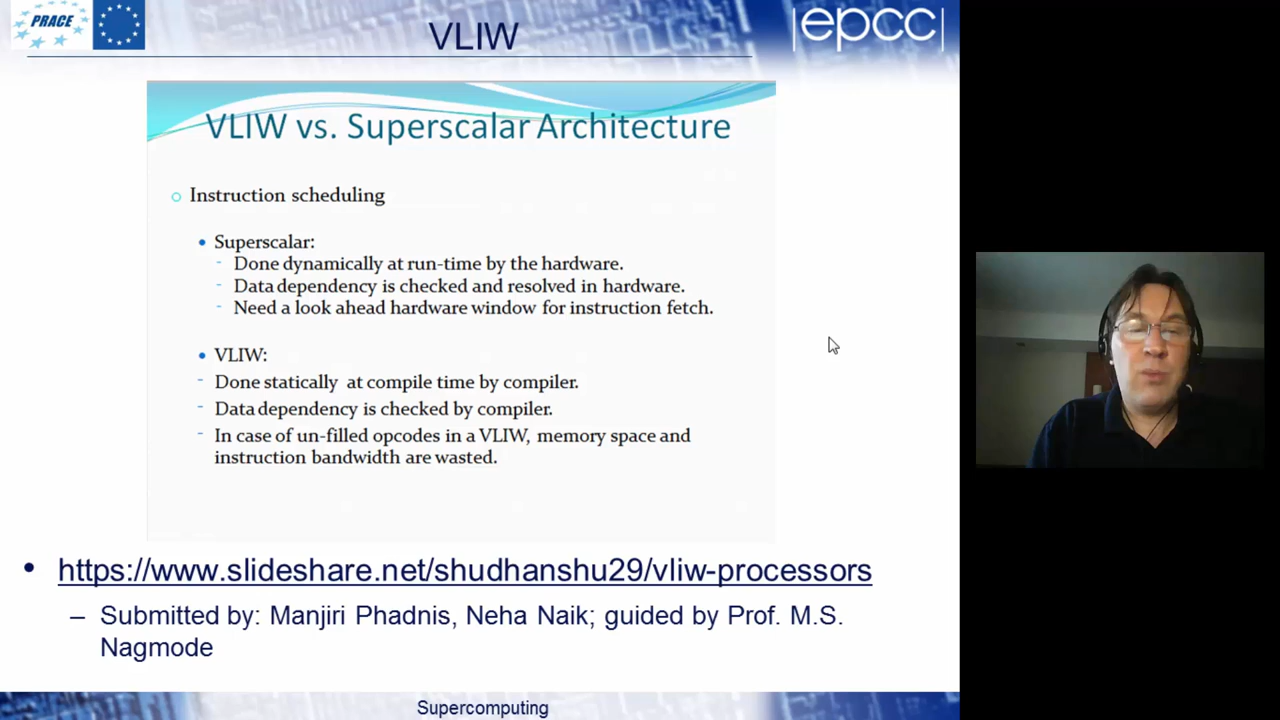 PRACE
VLIW
|epcc|
VLIW vs. Superscalar Architecture
Instruction scheduling
• Superscalar:
- Done dynamically at run-time by the hardware.
- Data dependency is checked and resolved in hardware.
- Need a look ahead hardware window for instruction fetch.
• VLIW:
- Done statically at compile time by compiler.
- Data dependency is checked by compiler.
- In case of un-filled opcodes in a VLIW, memory space and
instruction bandwidth are wasted.
• https://www.slideshare.net/shudhanshu29/vliw-processors
– Submitted by: Manjiri Phadnis, Neha Naik; guided by Prof. M.S.
Nagmode
Supercomputing